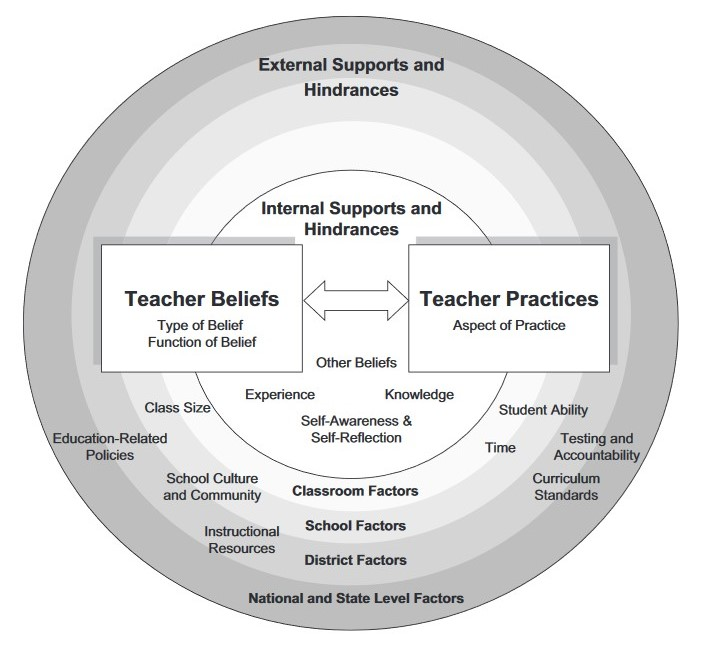 External Supports and
Hindrances
Internal Supports and
Hindrances
Teacher Beliefs
Type of Belief
Function of Belief
Teacher Practices
Aspect of Practice
Other Beliefs
Experience
Knowledge
Self-Awareness &
Self-Reflection
Class Size
Student Ability
Education-Related
Policies
Time
Testing and
Accountability
School Culture
and Community
Curriculum
Standards
Classroom Factors
Instructional
Resources
School Factors
District Factors
National and State Level Factors